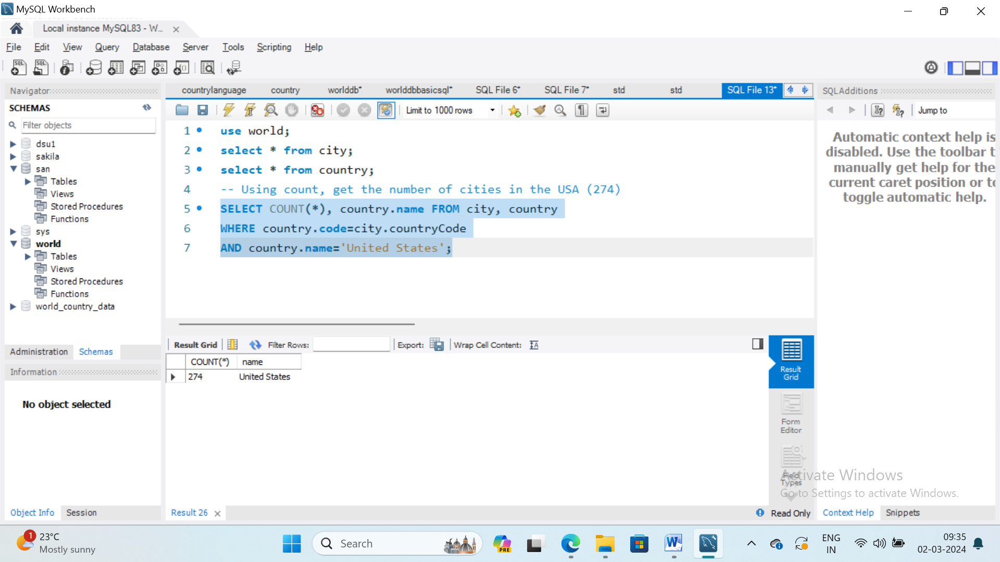 MySQL Workbench
Local instance MySQL83 - W...
File Edit View Query Database Server Tools Scripting Help
Navigator
SCHEMAS
Filter objects
dsu1
sakila
san
Tables
Views
Stored Procedures
Functions
sys
world
Tables
Views
Stored Procedures
Functions
world_country_data
Administration Schemas
Information
No object selected
Object Info Session
countrylanguage country worlddb* worlddbbasicsql* SQL File 6* SQL File 7* std std SQL File 13*
Limit to 1000 rows
1 use world;
2 select * from city;
3 select * from country;
4 -- Using count, get the number of cities in the USA (274)
5 SELECT COUNT(*), country.name FROM city, country
6 WHERE country.code=city.countryCode
7 AND country.name='United States';
Result Grid Filter Rows: Export: Wrap Cell Content:
COUNT(*) name
274 United States
Result
Grid
Form
Editor
Field
Types
Result 26
Read Only
SQLAdditions
Jump to
Automatic context help is
disabled. Use the toolbar t
manually get help for the
current caret position or to
toggle automatic help.
Activate Windows
Go to Settings to activate Windows.
Context Help Snippets
1
23°C
Mostly sunny
Search
PRE
ENG
IN
09:35
02-03-2024